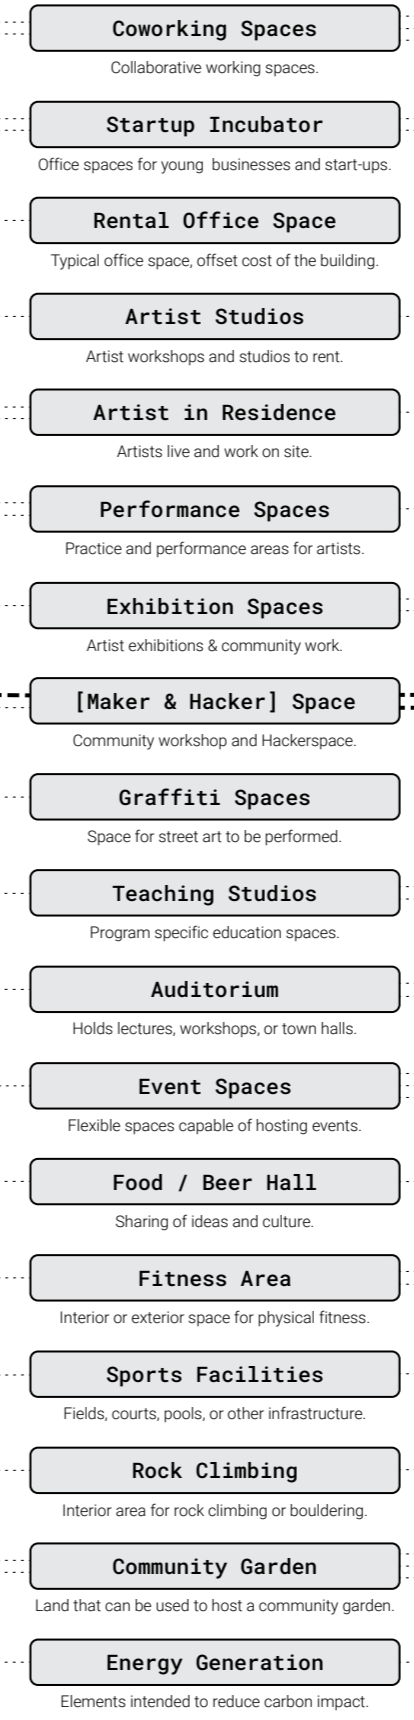 Coworking Spaces
Collaborative working spaces.
Startup Incubator
Office spaces for young businesses and start-ups.
Rental Office Space
Typical office space, offset cost of the building.
Artist Studios
Artist workshops and studios to rent.
Artist in Residence
Artists live and work on site.
Performance Spaces
Practice and performance areas for artists.
Exhibition Spaces
Artist exhibitions & community work.
[Maker & Hacker] Space
Community workshop and Hackerspace.
Graffiti Spaces
Space for street art to be performed.
Teaching Studios
Program specific education spaces.
Auditorium
Holds lectures, workshops, or town halls.
Event Spaces
Flexible spaces capable of hosting events.
Food / Beer Hall
Sharing of ideas and culture.
Fitness Area
Interior or exterior space for physical fitness.
Sports Facilities
Fields, courts, pools, or other infrastructure.
Rock Climbing
Interior area for rock climbing or bouldering.
Community Garden
Land that can be used to host a community garden.
Energy Generation
Elements intended to reduce carbon impact.